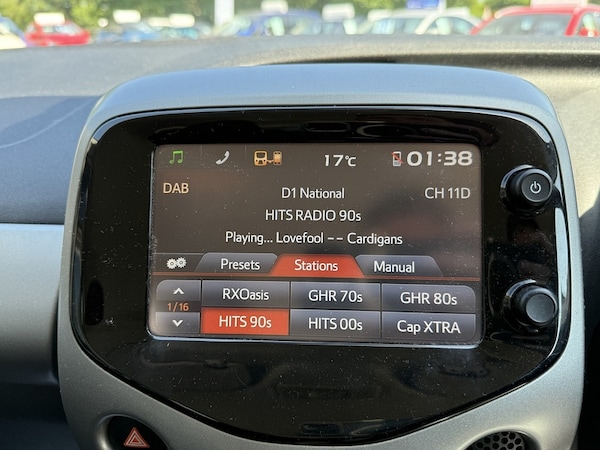 17°C 01:38
DAB D1 National CH 11D
HITS RADIO 90s
Playing... Lovefool -- Cardigans
Presets Stations Manual
RXOasis GHR 70s GHR 80s
1/16
HITS 90s HITS 00s Cap XTRA